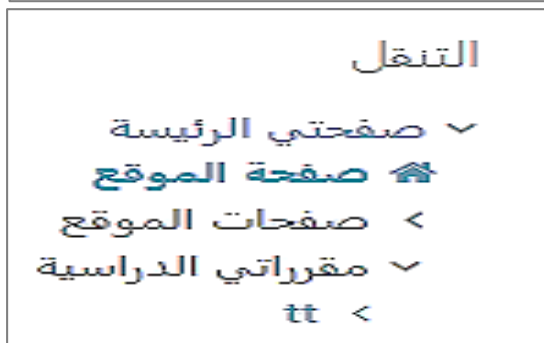 التنقل
صفحتي الرئيسة
صفحة الموقع
صفحات الموقع
مقرراتي الدراسية
tt